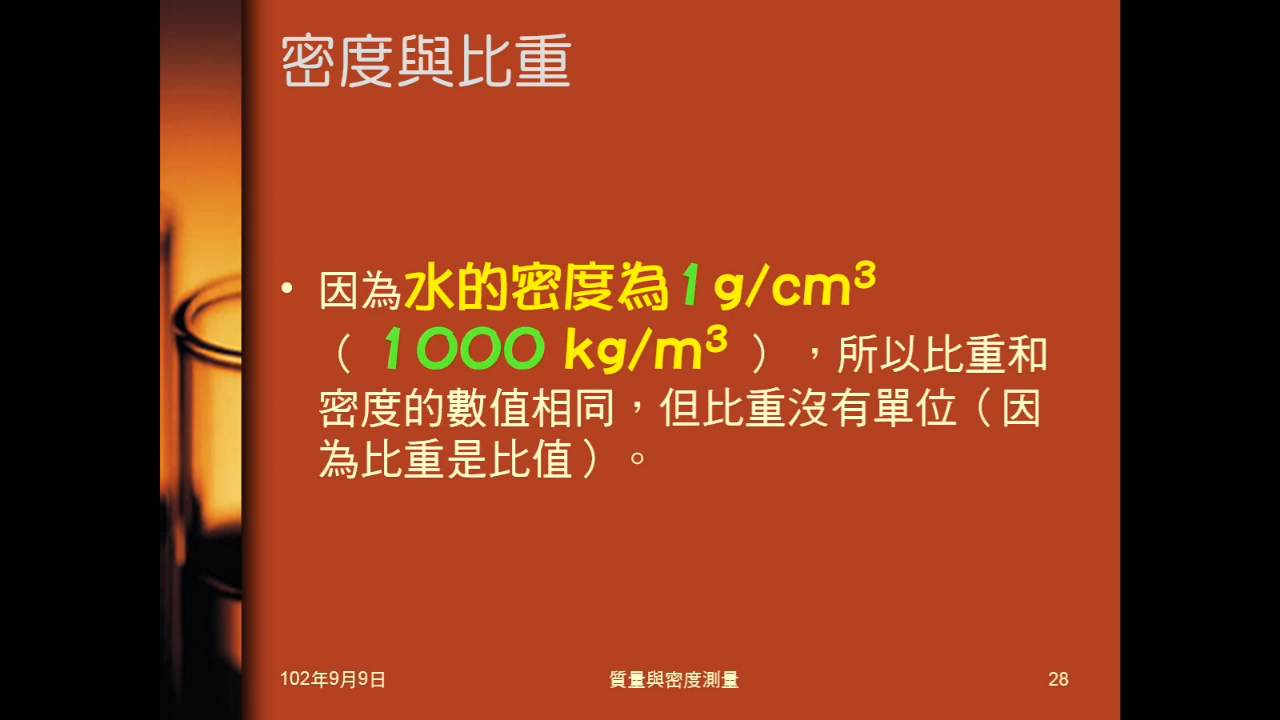 密度與比重
• 因為水的密度為1 g/cm³
（ 1000 kg/m³ ），所以比重和
密度的數值相同，但比重沒有單位（因
為比重是比值）。
102年9月9日
質量與密度測量
28